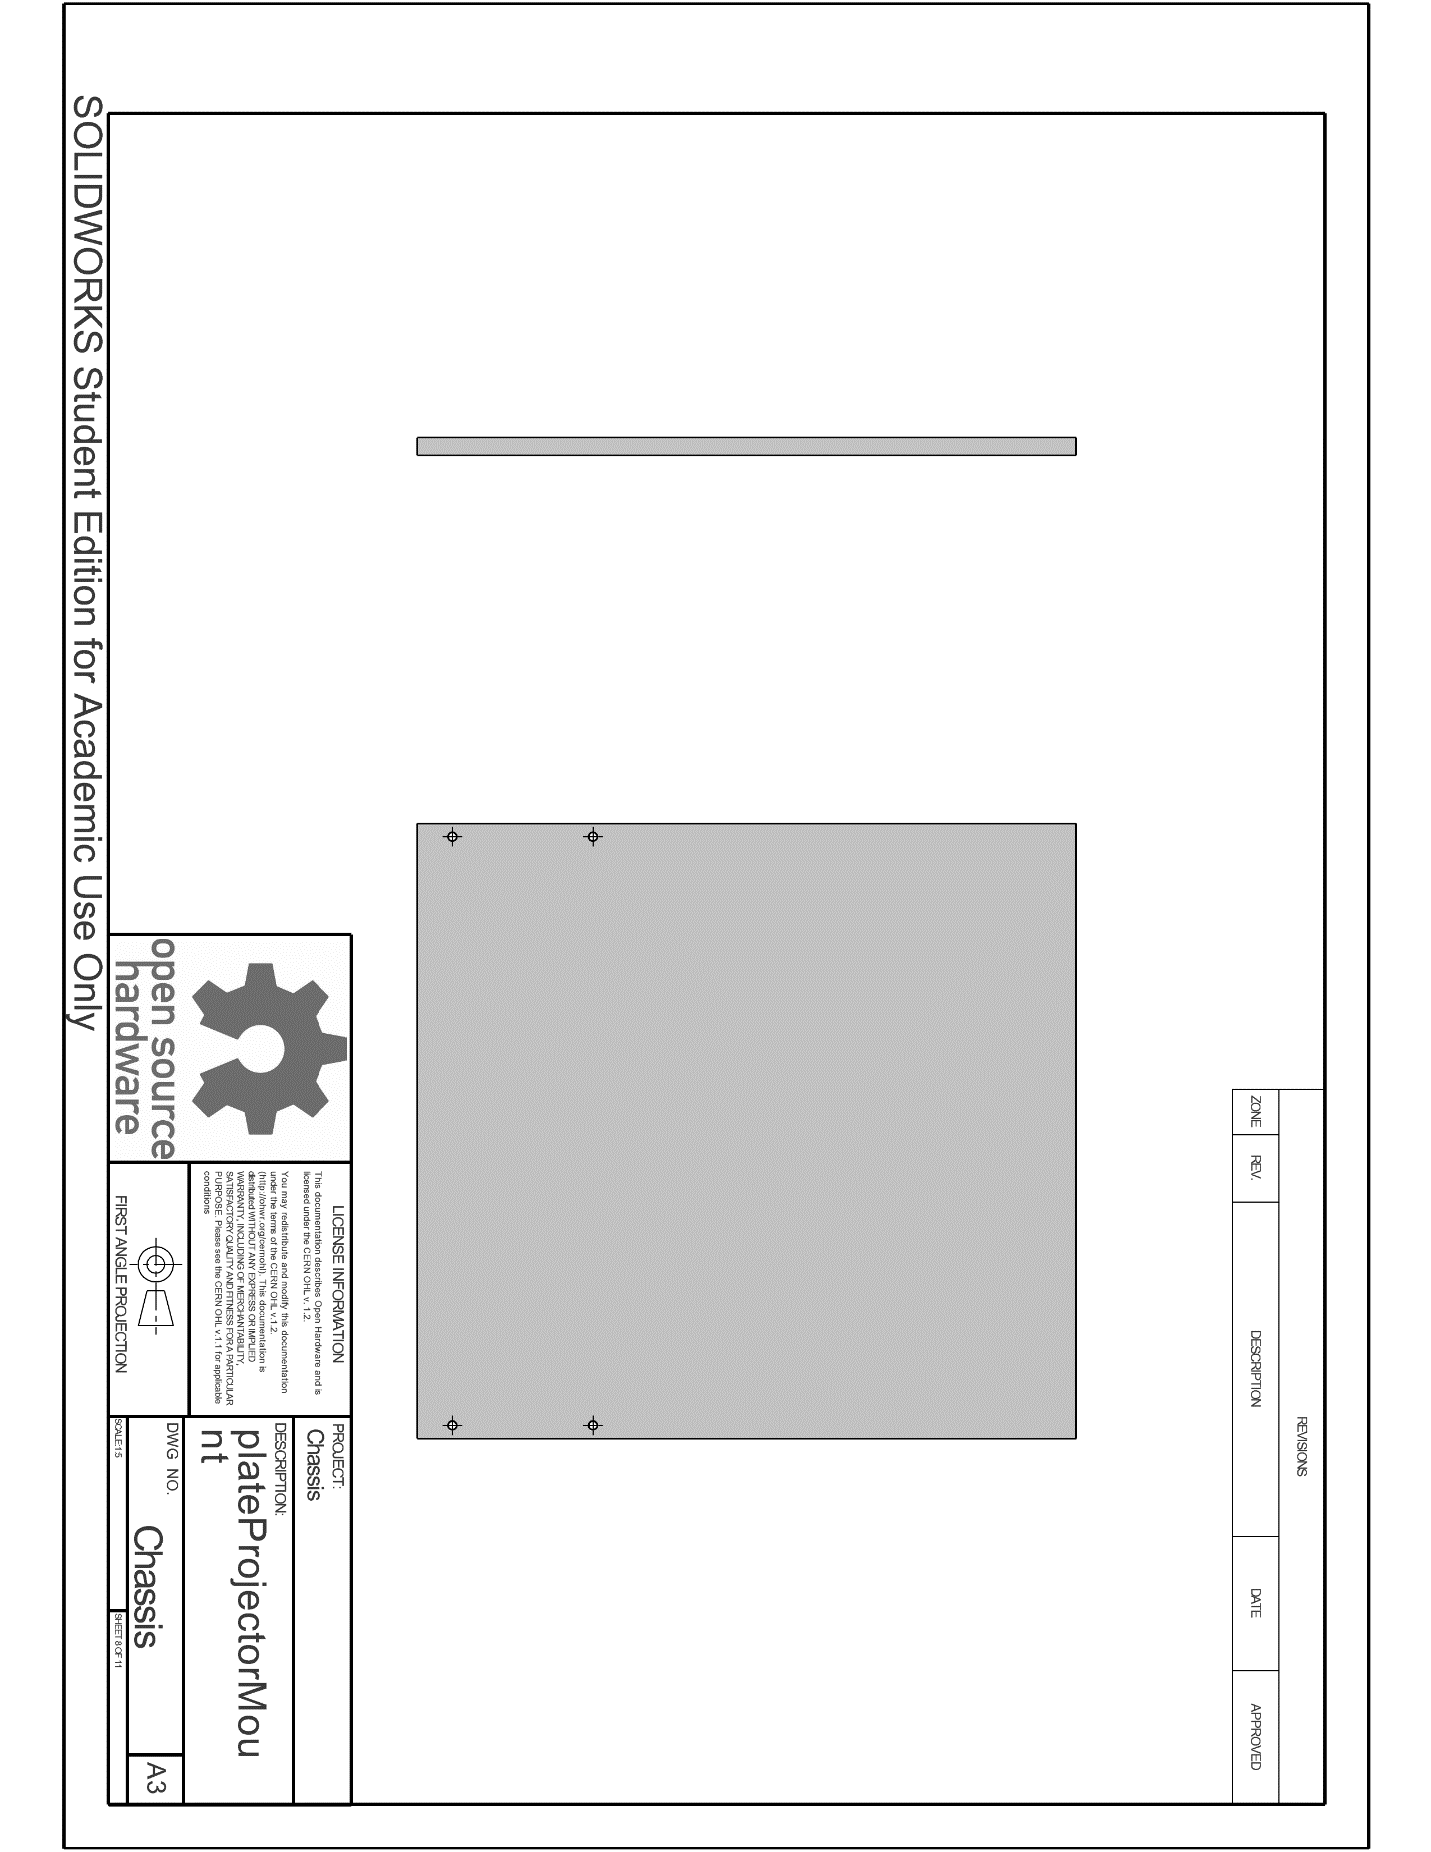 REVISIONS
ZONE
REV.
DESCRIPTION
DATE
APPROVED
open source
hardware
LICENSE INFORMATION
This documentation describes Open Hardware and is
licensed under the CERN OHL v. 1.2.
You may redistribute and modify this documentation
under the terms of the CERN OHL v.1.2.
(http://ohwr.org/cernohl). This documentation is
distributed WITHOUT ANY EXPRESS OR IMPLIED
WARRANTY, INCLUDING OF MERCHANTABILITY,
SATISFACTORY QUALITY AND FITNESS FOR A PARTICULAR
PURPOSE. Please see the CERN OHL v.1.1 for applicable
conditions
FIRST ANGLE PROJECTION
PROJECT:
Chassis
DESCRIPTION:
plateProjectorMou
nt
DWG NO.
Chassis
A3
SCALE:1:5
SHEET 8 OF 11
SOLIDWORKS Student Edition for Academic Use Only